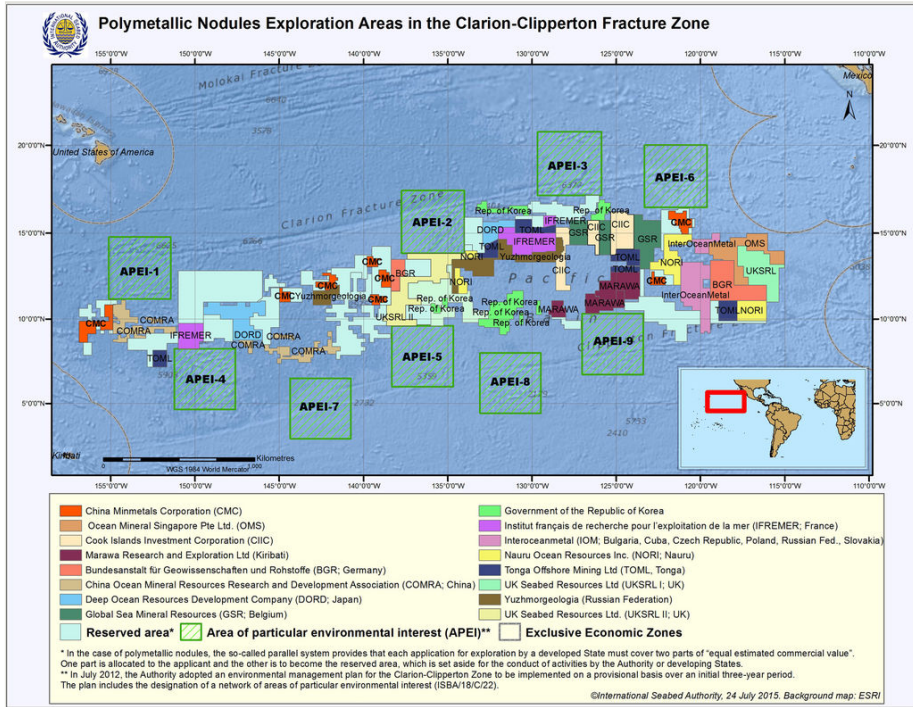 INTERNATIONAL SEABED AUTHORITY
Polymetallic Nodules Exploration Areas in the Clarion-Clipperton Fracture Zone
155°0'0"W 150°0'0"W 145°0'0"W 140°0'0"W 135°0'0"W 130°0'0"W 125°0'0"W 120°0'0"W 115°0'0"W 110°0'0"W
Molokai Fracture Zone
Mexico
N
20°0'0"N
United States of America
APEI-3
APEI-6
Clarion Fracture Zone
APEI-2
Rep. of Korea
IFREMER
Rep. of Korea
CMC
15°0'0"N
DORD
TOML
CIIC
CIIC
GSR
GSR
GSR
InterOceanMetal
OMS
APEI-1
TOML
IFREMER
NORI
Yuzhmorgeologia
TOML
TOML
NORI
UKSRL
CMC
BGR
CMC
CMC
CMC
Yuzhmorgeologia
CMC
NORI
CIIC
Pacific
MARAWA
CMC
InterOceanMetal
BGR
10°0'0"N
CMC
COMRA
COMRA
IFREMER
DORD
COMRA
COMRA
COMRA
UKSRL II
Rep. of Korea
Rep. of Korea
Rep. of Korea
Rep. of Korea
Rep. of Korea
MARAWA
MARAWA
TOML
NORI
TOML
APEI-4
APEI-5
APEI-8
APEI-9
APEI-7
5°0'0"N
2410
Kiribati
Kilometres
WGS 1984 World Mercator
1,000
155°0'0"W 150°0'0"W 145°0'0"W 140°0'0"W 135°0'0"W 130°0'0"W 125°0'0"W 120°0'0"W 115°0'0"W 110°0'0"W
China Minmetals Corporation (CMC)
Ocean Mineral Singapore Pte Ltd. (OMS)
Cook Islands Investment Corporation (CIIC)
Marawa Research and Exploration Ltd (Kiribati)
Bundesanstalt für Geowissenschaften und Rohstoffe (BGR; Germany)
China Ocean Mineral Resources Research and Development Association (COMRA; China)
Deep Ocean Resources Development Company (DORD; Japan)
Global Sea Mineral Resources (GSR; Belgium)
Government of the Republic of Korea
Institut français de recherche pour l'exploitation de la mer (IFREMER; France)
Interoceanmetal (IOM; Bulgaria, Cuba, Czech Republic, Poland, Russian Fed., Slovakia)
Nauru Ocean Resources Inc. (NORI; Nauru)
Tonga Offshore Mining Ltd (TOML, Tonga)
UK Seabed Resources Ltd (UKSRL I; UK)
Yuzhmorgeologia (Russian Federation)
UK Seabed Resources Ltd. (UKSRL II; UK)
Reserved area* Area of particular environmental interest (APEI)** Exclusive Economic Zones
* In the case of polymetallic nodules, the so-called parallel system provides that each application for exploration by a developed State must cover two parts of "equal estimated commercial value".
One part is allocated to the applicant and the other is to become the reserved area, which is set aside for the conduct of activities by the Authority or developing States.
** In July 2012, the Authority adopted an environmental management plan for the Clarion-Clipperton Zone to be implemented on a provisional basis over an initial three-year period.
The plan includes the designation of a network of areas of particular environmental interest (ISBA/18/C/22).
©International Seabed Authority, 24 July 2015. Background map: ESRI